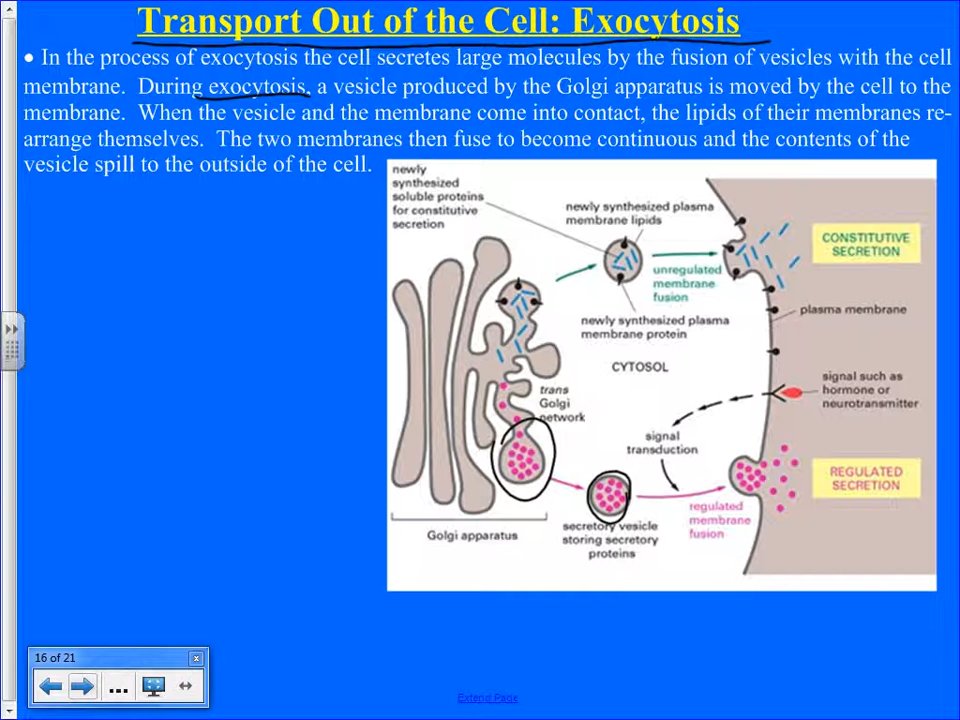 Transport Out of the Cell: Exocytosis
• In the process of exocytosis the cell secretes large molecules by the fusion of vesicles with the cell
membrane. During exocytosis, a vesicle produced by the Golgi apparatus is moved by the cell to the
membrane. When the vesicle and the membrane come into contact, the lipids of their membranes re-
arrange themselves. The two membranes then fuse to become continuous and the contents of the
vesicle spill to the outside of the cell.
newly
synthesized
soluble proteins
for constitutive
secretion
newly synthesized plasma
membrane lipids
CONSTITUTIVE
SECRETION
unregulated
membrane
fusion
plasma membrane
newly synthesized plasma
membrane protein
CYTOSOL
signal such as
hormone or
neurotransmitter
trans
Golgi
network
signal
transduction
REGULATED
SECRETION
regulated
membrane
fusion
Golgi apparatus
secretory vesicle
storing secretory
proteins
16 of 21
x
...
Extend Page